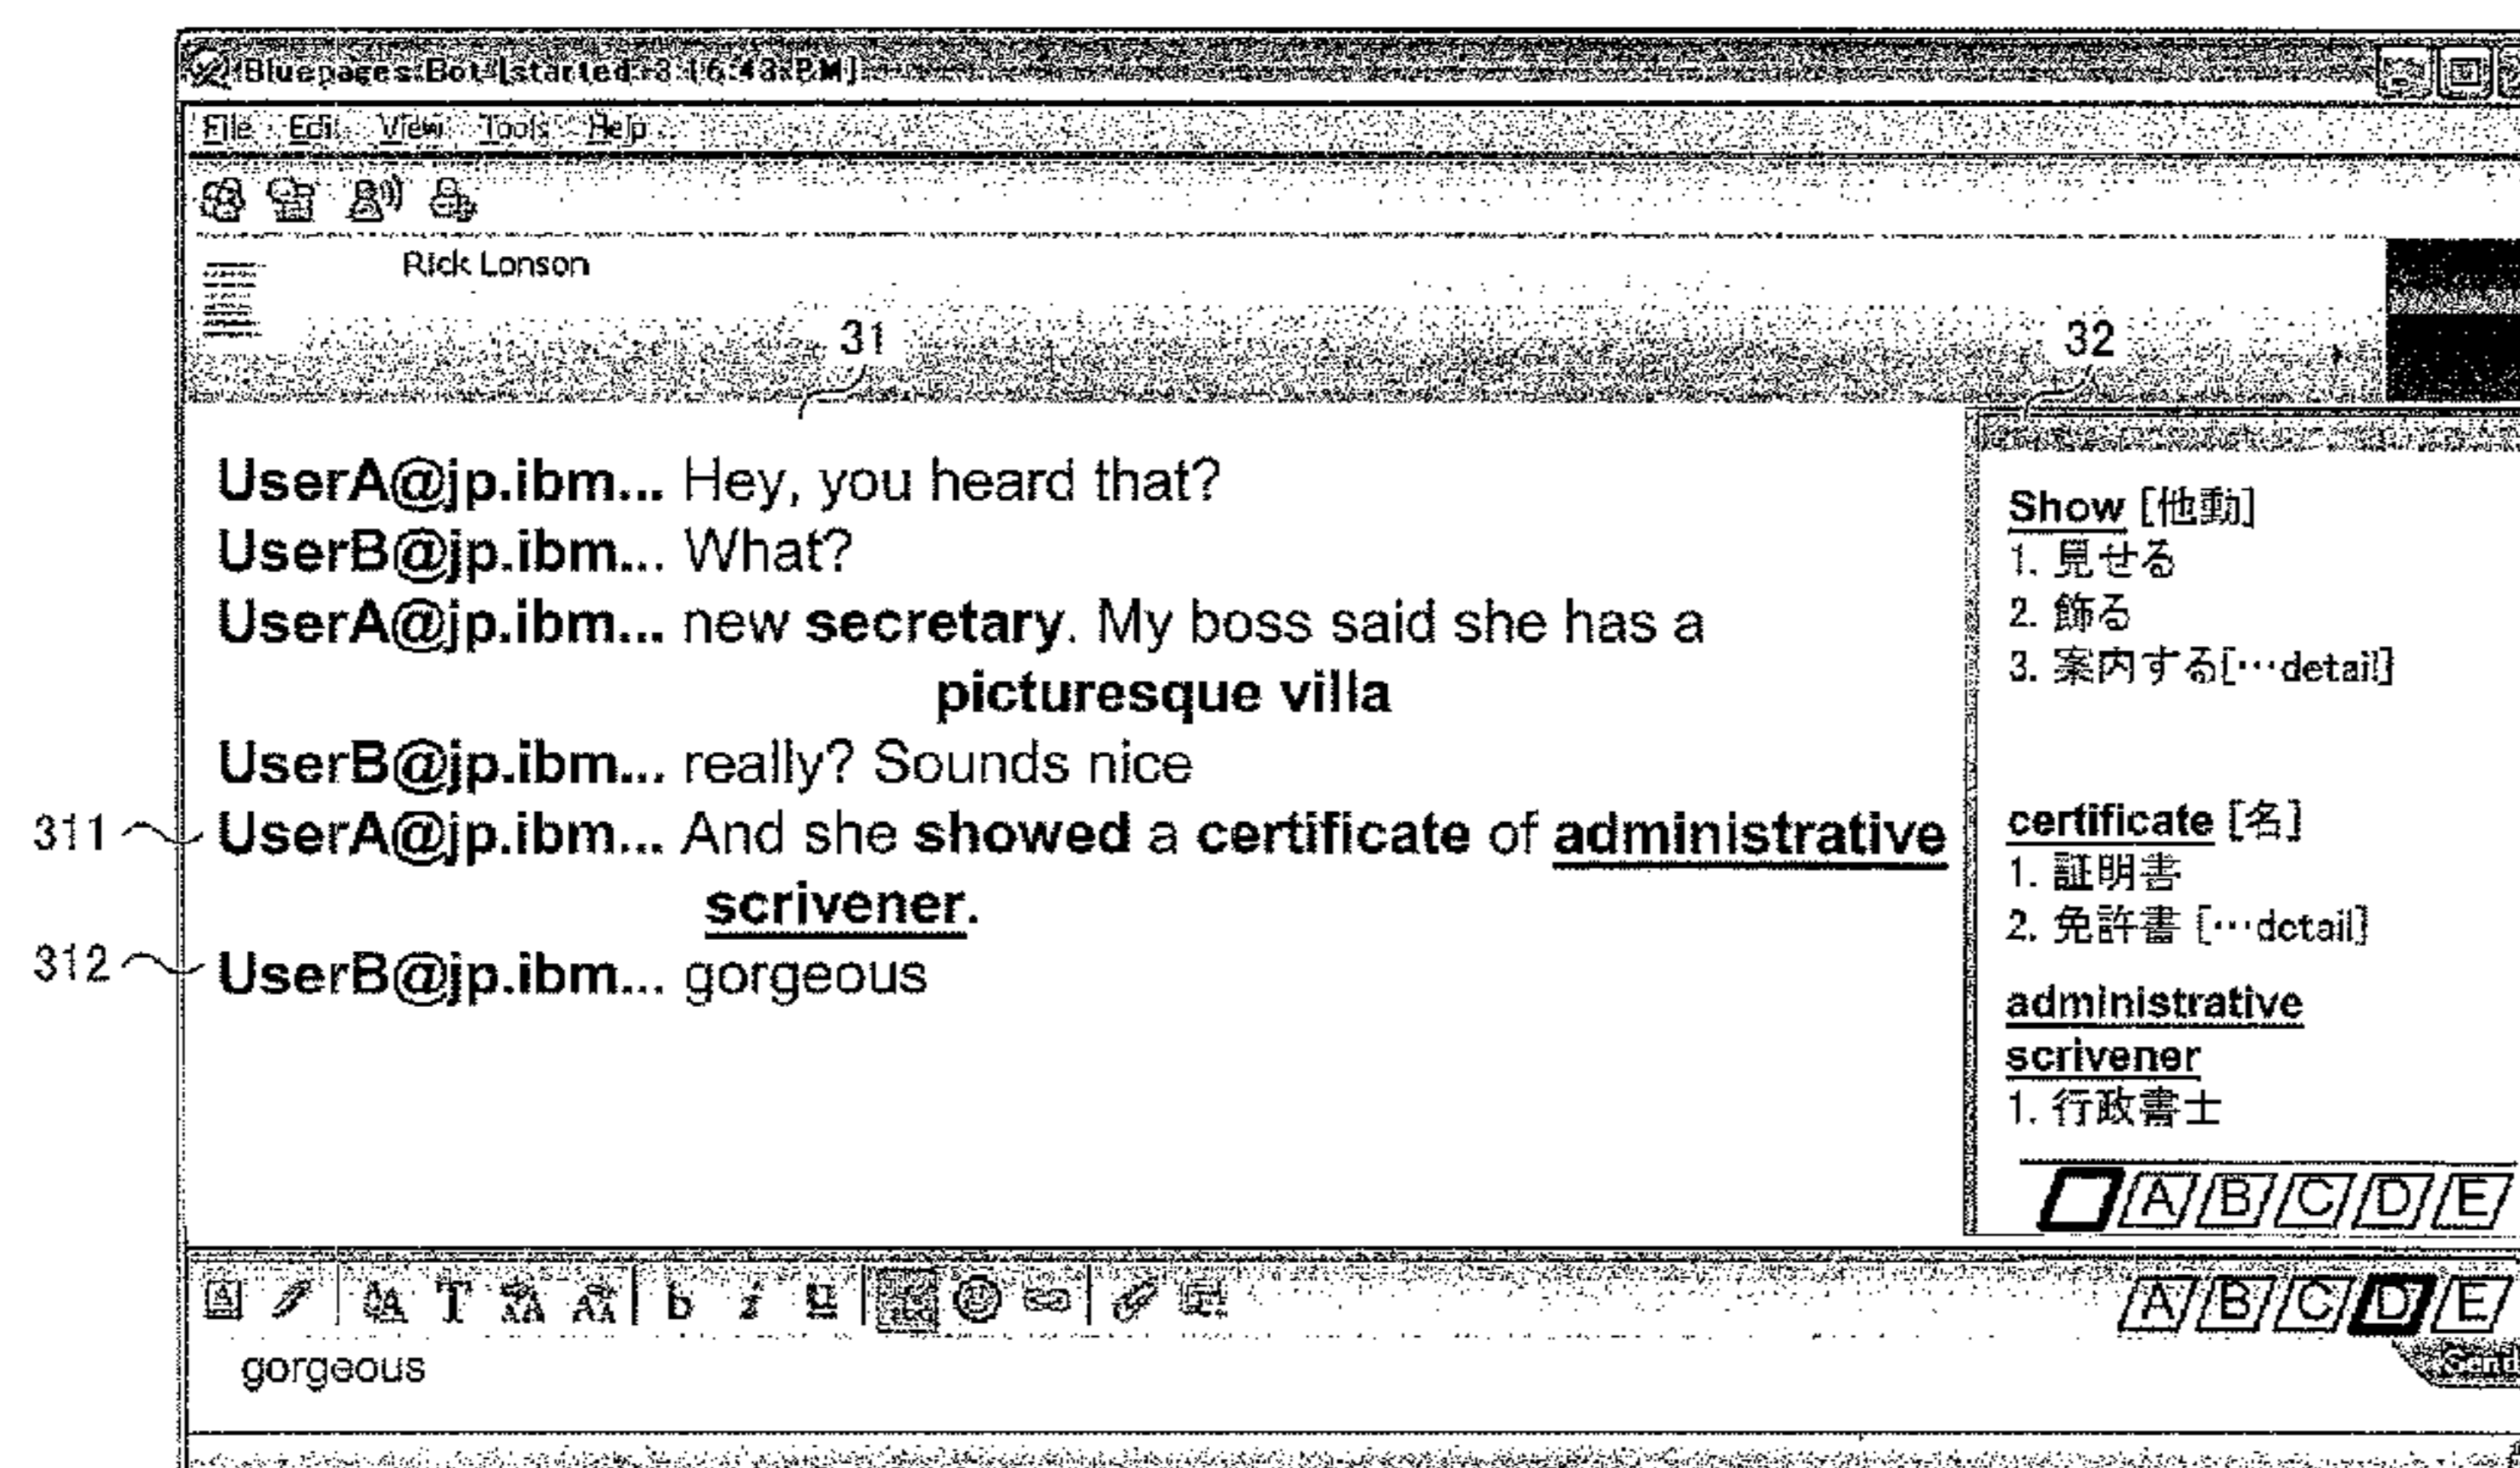 Bluepages Bot [started 3:16:43 PM]
File Edit View Tools Help
Rick Lonson
31
32
UserA@jp.ibm... Hey, you heard that?
UserB@jp.ibm... What?
UserA@jp.ibm... new secretary. My boss said she has a
picturesque villa
UserB@jp.ibm... really? Sounds nice
311
UserA@jp.ibm... And she showed a certificate of administrative
scrivener.
312
UserB@jp.ibm... gorgeous
Show [他動]
1. 見せる
2. 飾る
3. 案内する[…detail]
certificate [名]
1. 証明書
2. 免許書 […detail]
administrative
scrivener
1. 行政書士
A B C D E
T b i u
A B C D E
gorgeous
Send